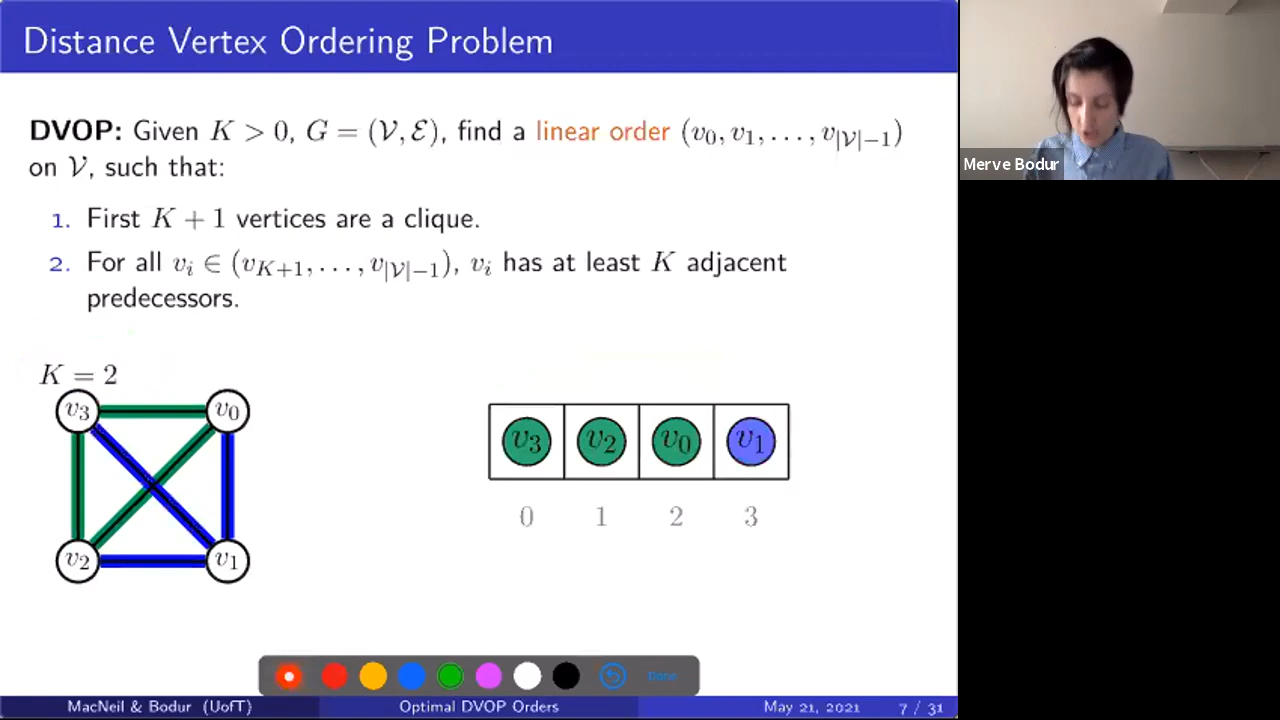 Distance Vertex Ordering Problem
DVOP: Given K > 0, G = (V, E), find a linear order (v₀, v₁, …, v|V|−1)
on V, such that:
1. First K + 1 vertices are a clique.
2. For all vᵢ ∈ (v_K+1, …, v|V|−1), vᵢ has at least K adjacent
predecessors.
K = 2
v₃ v₀
v₂ v₁
v₃ v₂ v₀ v₁
0 1 2 3
Done
MacNeil & Bodur (UofT) Optimal DVOP Orders May 21, 2021 7 / 31
Merve Bodur